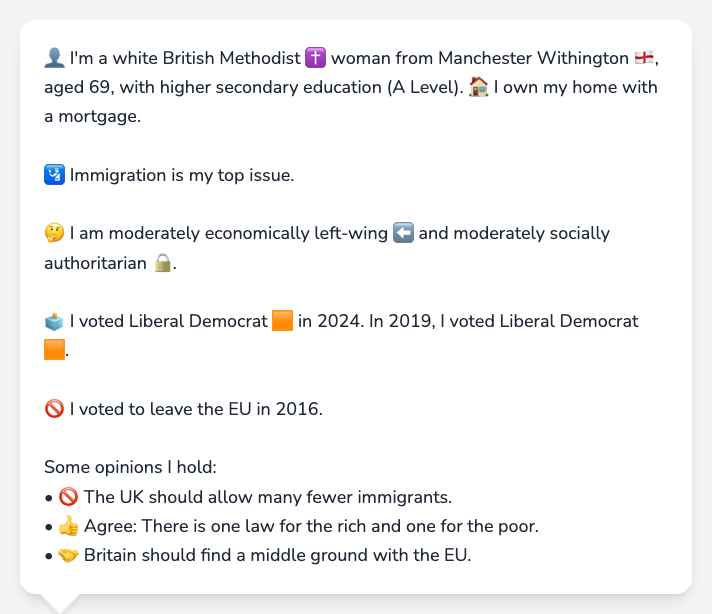 👤 I'm a white British Methodist ✝️ woman from Manchester Withington 🏴󠁧󠁢󠁥󠁮󠁧󠁿,
aged 69, with higher secondary education (A Level). 🏠 I own my home with
a mortgage.
🛂 Immigration is my top issue.
🤔 I am moderately economically left-wing ⬅️ and moderately socially
authoritarian 🔒.
🗳️ I voted Liberal Democrat 🟧 in 2024. In 2019, I voted Liberal Democrat
🟧.
🚫 I voted to leave the EU in 2016.
Some opinions I hold:
• 🚫 The UK should allow many fewer immigrants.
• 👍 Agree: There is one law for the rich and one for the poor.
• 🤝 Britain should find a middle ground with the EU.